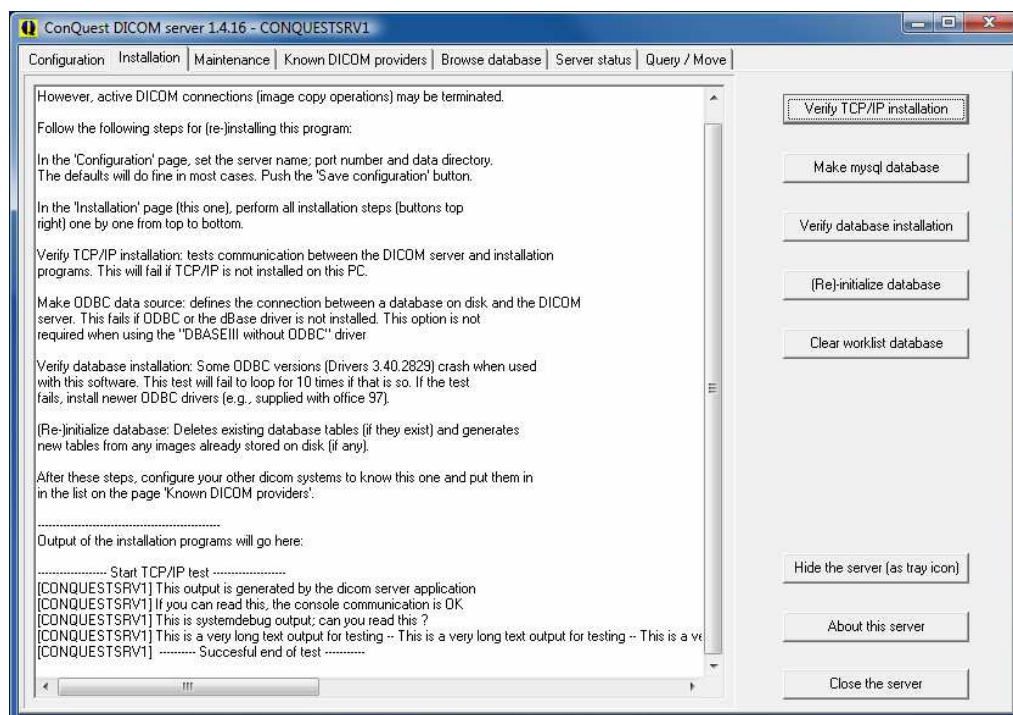 ConQuest DICOM server 1.4.16 - CONQUESTSRV1
Configuration Installation Maintenance Known DICOM providers Browse database Server status Query / Move
However, active DICOM connections (image copy operations) may be terminated.
Follow the following steps for (re-)installing this program:
In the 'Configuration' page, set the server name; port number and data directory.
The defaults will do fine in most cases. Push the 'Save configuration' button.
In the 'Installation' page (this one), perform all installation steps (buttons top
right) one by one from top to bottom.
Verify TCP/IP installation: tests communication between the DICOM server and installation
programs. This will fail if TCP/IP is not installed on this PC.
Make ODBC data source: defines the connection between a database on disk and the DICOM
server. This fails if ODBC or the dBase driver is not installed. This option is not
required when using the "DBASEIII without ODBC" driver
Verify database installation: Some ODBC versions (Drivers 3.40.2829) crash when used
with this software. This test will fail to loop for 10 times if that is so. If the test
fails, install newer ODBC drivers (e.g., supplied with office 97).
(Re-)initialize database: Deletes existing database tables (if they exist) and generates
new tables from any images already stored on disk (if any).
After these steps, configure your other dicom systems to know this one and put them in
in the list on the page 'Known DICOM providers'.
--------------------------------------------------
Output of the installation programs will go here:
------------------- Start TCP/IP test --------------------
[CONQUESTSRV1] This output is generated by the dicom server application
[CONQUESTSRV1] If you can read this, the console communication is OK
[CONQUESTSRV1] This is systemdebug output; can you read this ?
[CONQUESTSRV1] This is a very long text output for testing -- This is a very long text output for testing -- This is a ve
[CONQUESTSRV1] ---------- Succesful end of test -----------
Verify TCP/IP installation
Make mysql database
Verify database installation
(Re)-initialize database
Clear worklist database
Hide the server (as tray icon)
About this server
Close the server